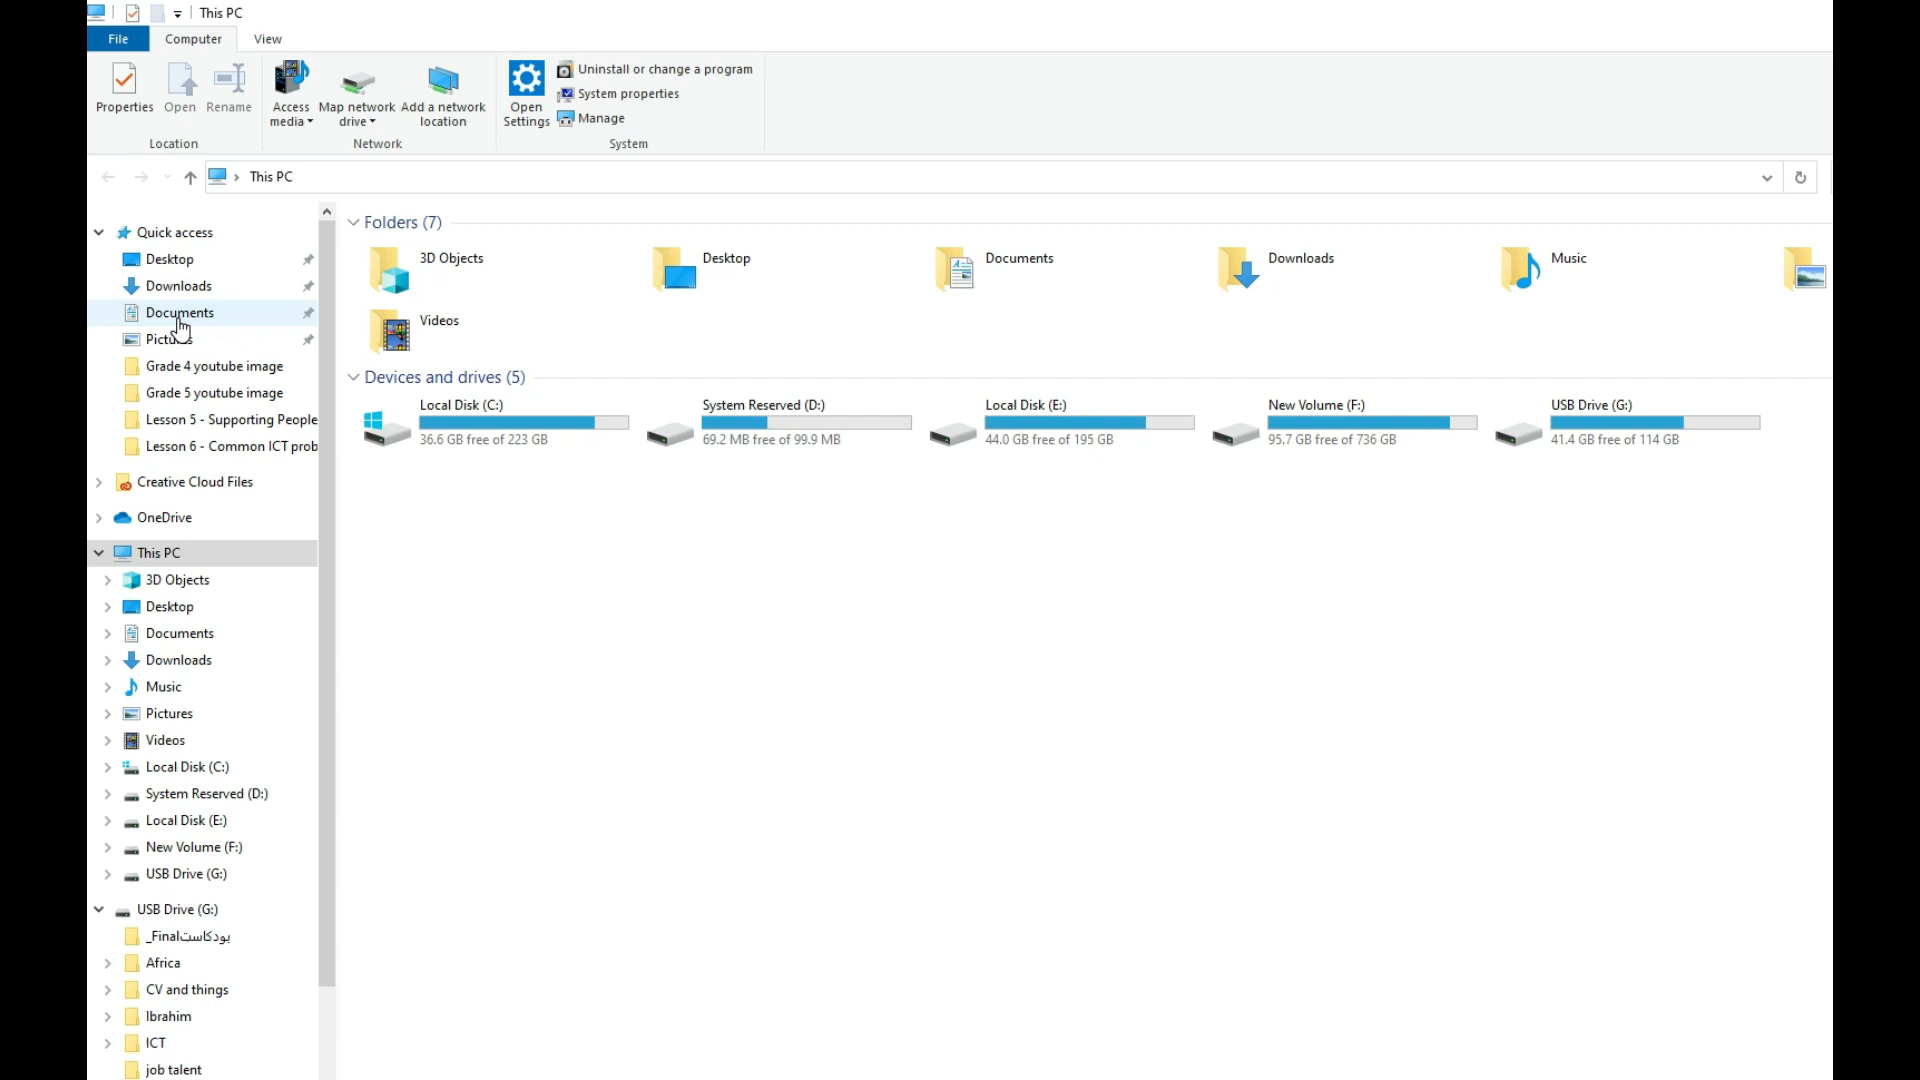 This PC
File
Computer
View
Properties
Open
Rename
Access media
Map network drive
Add a network location
Open Settings
Uninstall or change a program
System properties
Manage
Location
Network
System
This PC
Quick access
Desktop
Downloads
Documents
Pictures
Grade 4 youtube image
Grade 5 youtube image
Lesson 5 - Supporting People
Lesson 6 - Common ICT prob
Creative Cloud Files
OneDrive
This PC
3D Objects
Desktop
Documents
Downloads
Music
Pictures
Videos
Local Disk (C:)
System Reserved (D:)
Local Disk (E:)
New Volume (F:)
USB Drive (G:)
USB Drive (G:)
_Finalبودكاست
Africa
CV and things
Ibrahim
ICT
job talent
Folders (7)
3D Objects
Desktop
Documents
Downloads
Music
Videos
Devices and drives (5)
Local Disk (C:)
36.6 GB free of 223 GB
System Reserved (D:)
69.2 MB free of 99.9 MB
Local Disk (E:)
44.0 GB free of 195 GB
New Volume (F:)
95.7 GB free of 736 GB
USB Drive (G:)
41.4 GB free of 114 GB